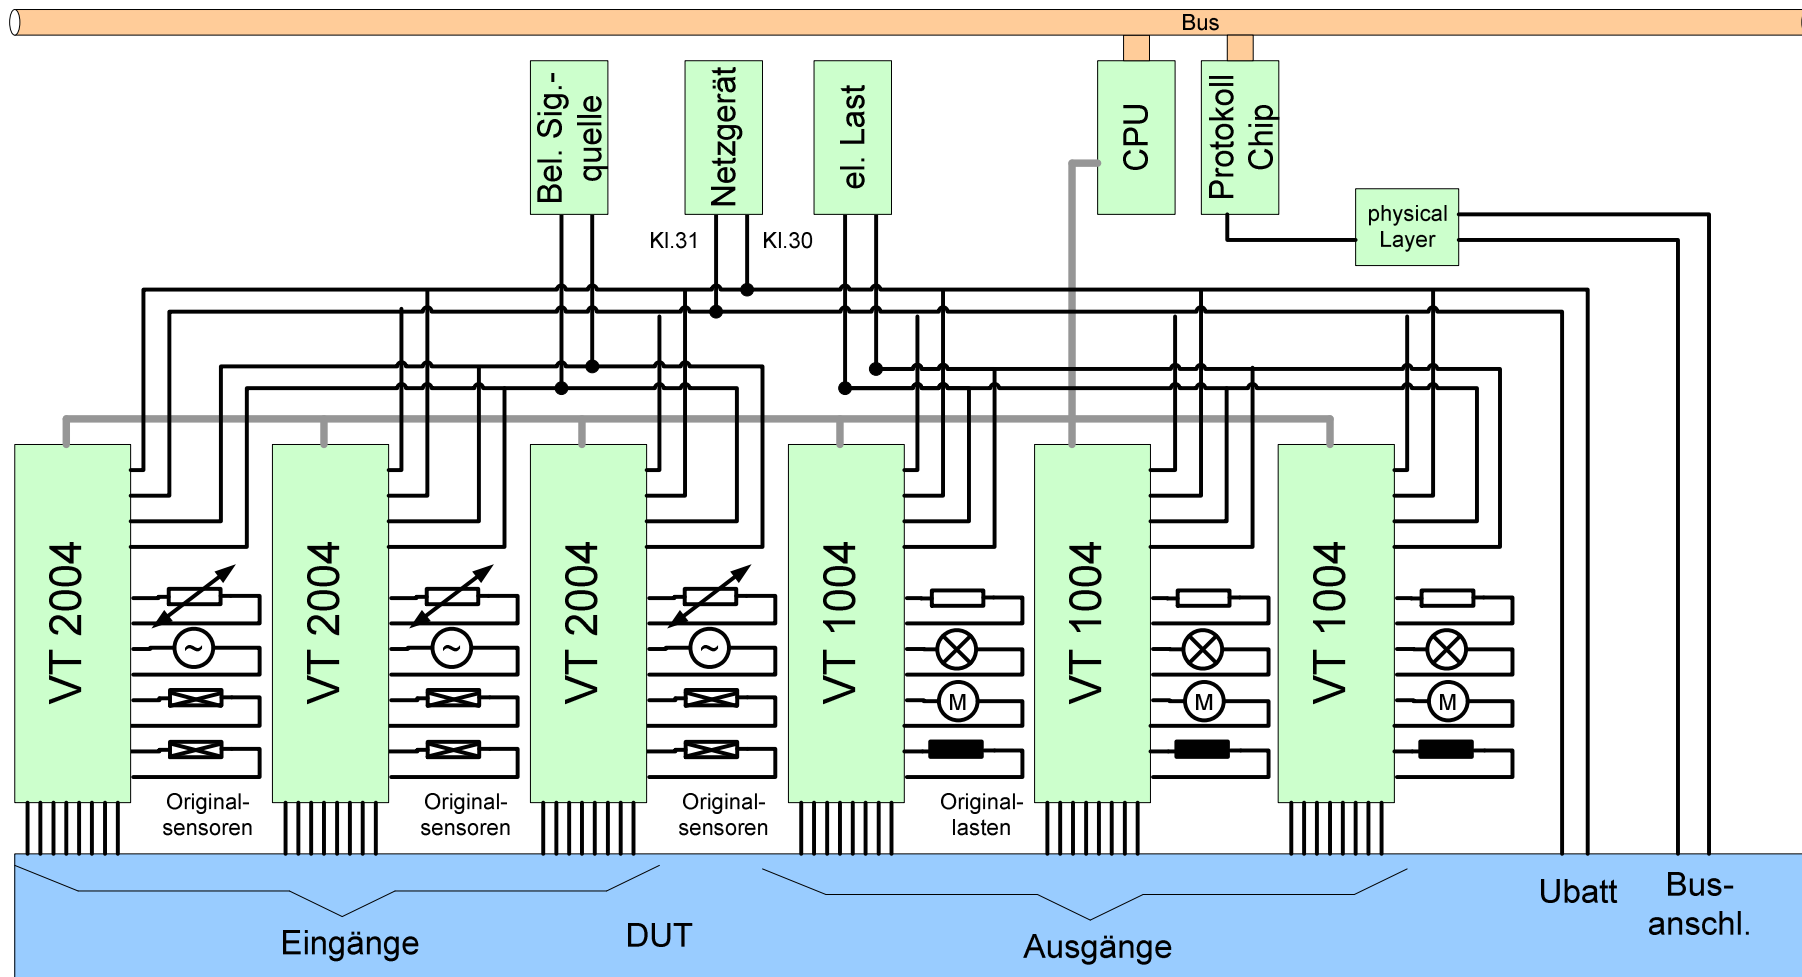 Bus
Bel. Sig.-
quelle
Netzgerät
el. Last
CPU
Protokoll
Chip
physical
Layer
Kl.31
Kl.30
VT 2004
VT 2004
VT 2004
VT 1004
VT 1004
VT 1004
~
~
~
M
M
M
Original-
sensoren
Original-
sensoren
Original-
sensoren
Original-
lasten
Eingänge
DUT
Ausgänge
Ubatt
Bus-
anschl.